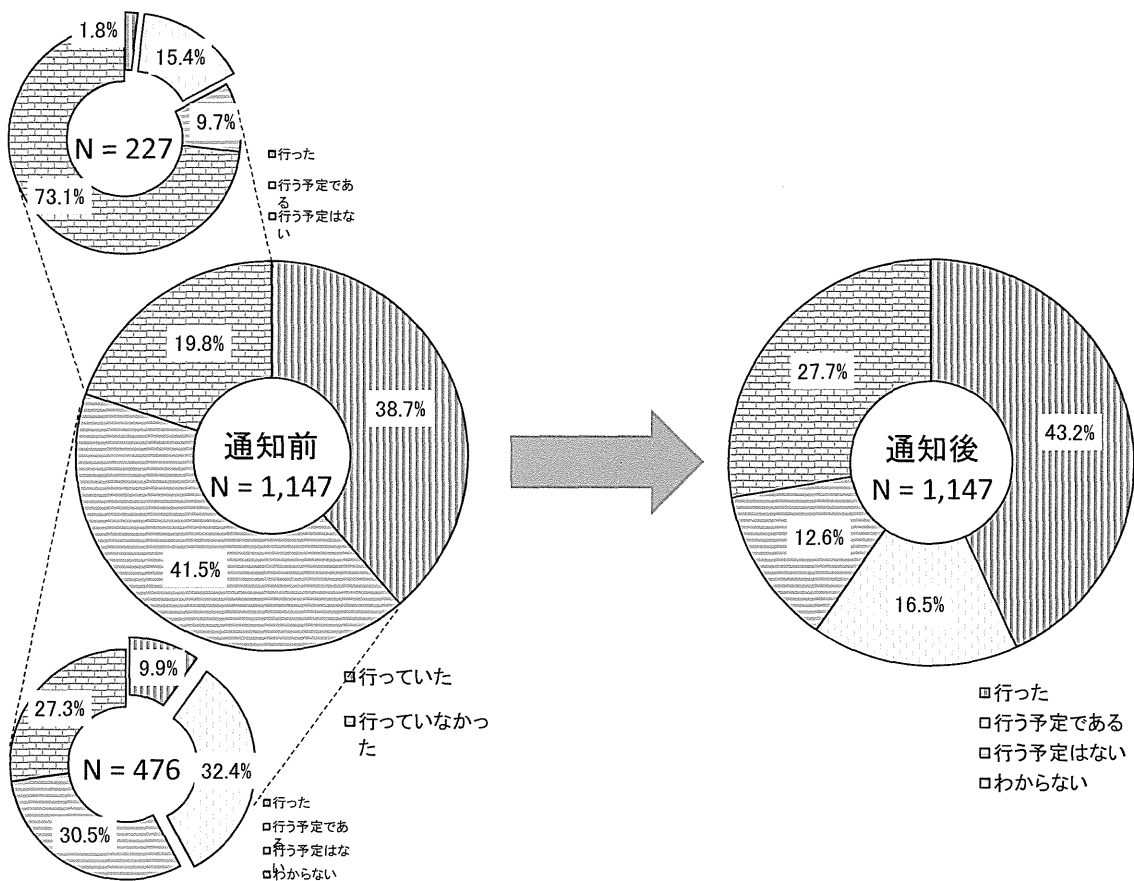 1.8%
15.4%
9.7%
N = 227
73.1%
行った
行う予定であ
る
行う予定はな
い
19.8%
38.7%
通知前
N = 1,147
41.5%
行っていた
行っていなかっ
た
9.9%
27.3%
N = 476
32.4%
30.5%
行った
行う予定であ
る
行う予定はな
い
わからない
27.7%
43.2%
通知後
N = 1,147
12.6%
16.5%
行った
行う予定である
行う予定はない
わからない